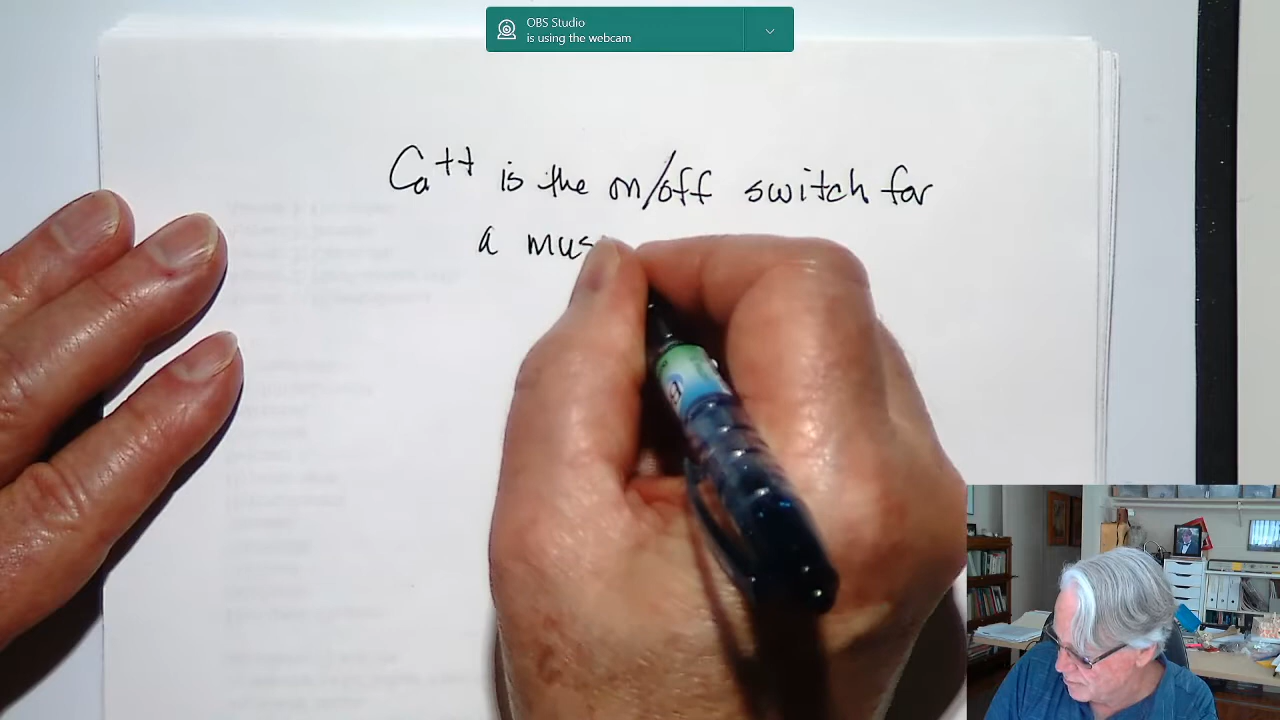 OBS Studio
is using the webcam
Ca++ is the on/off switch for
a mus